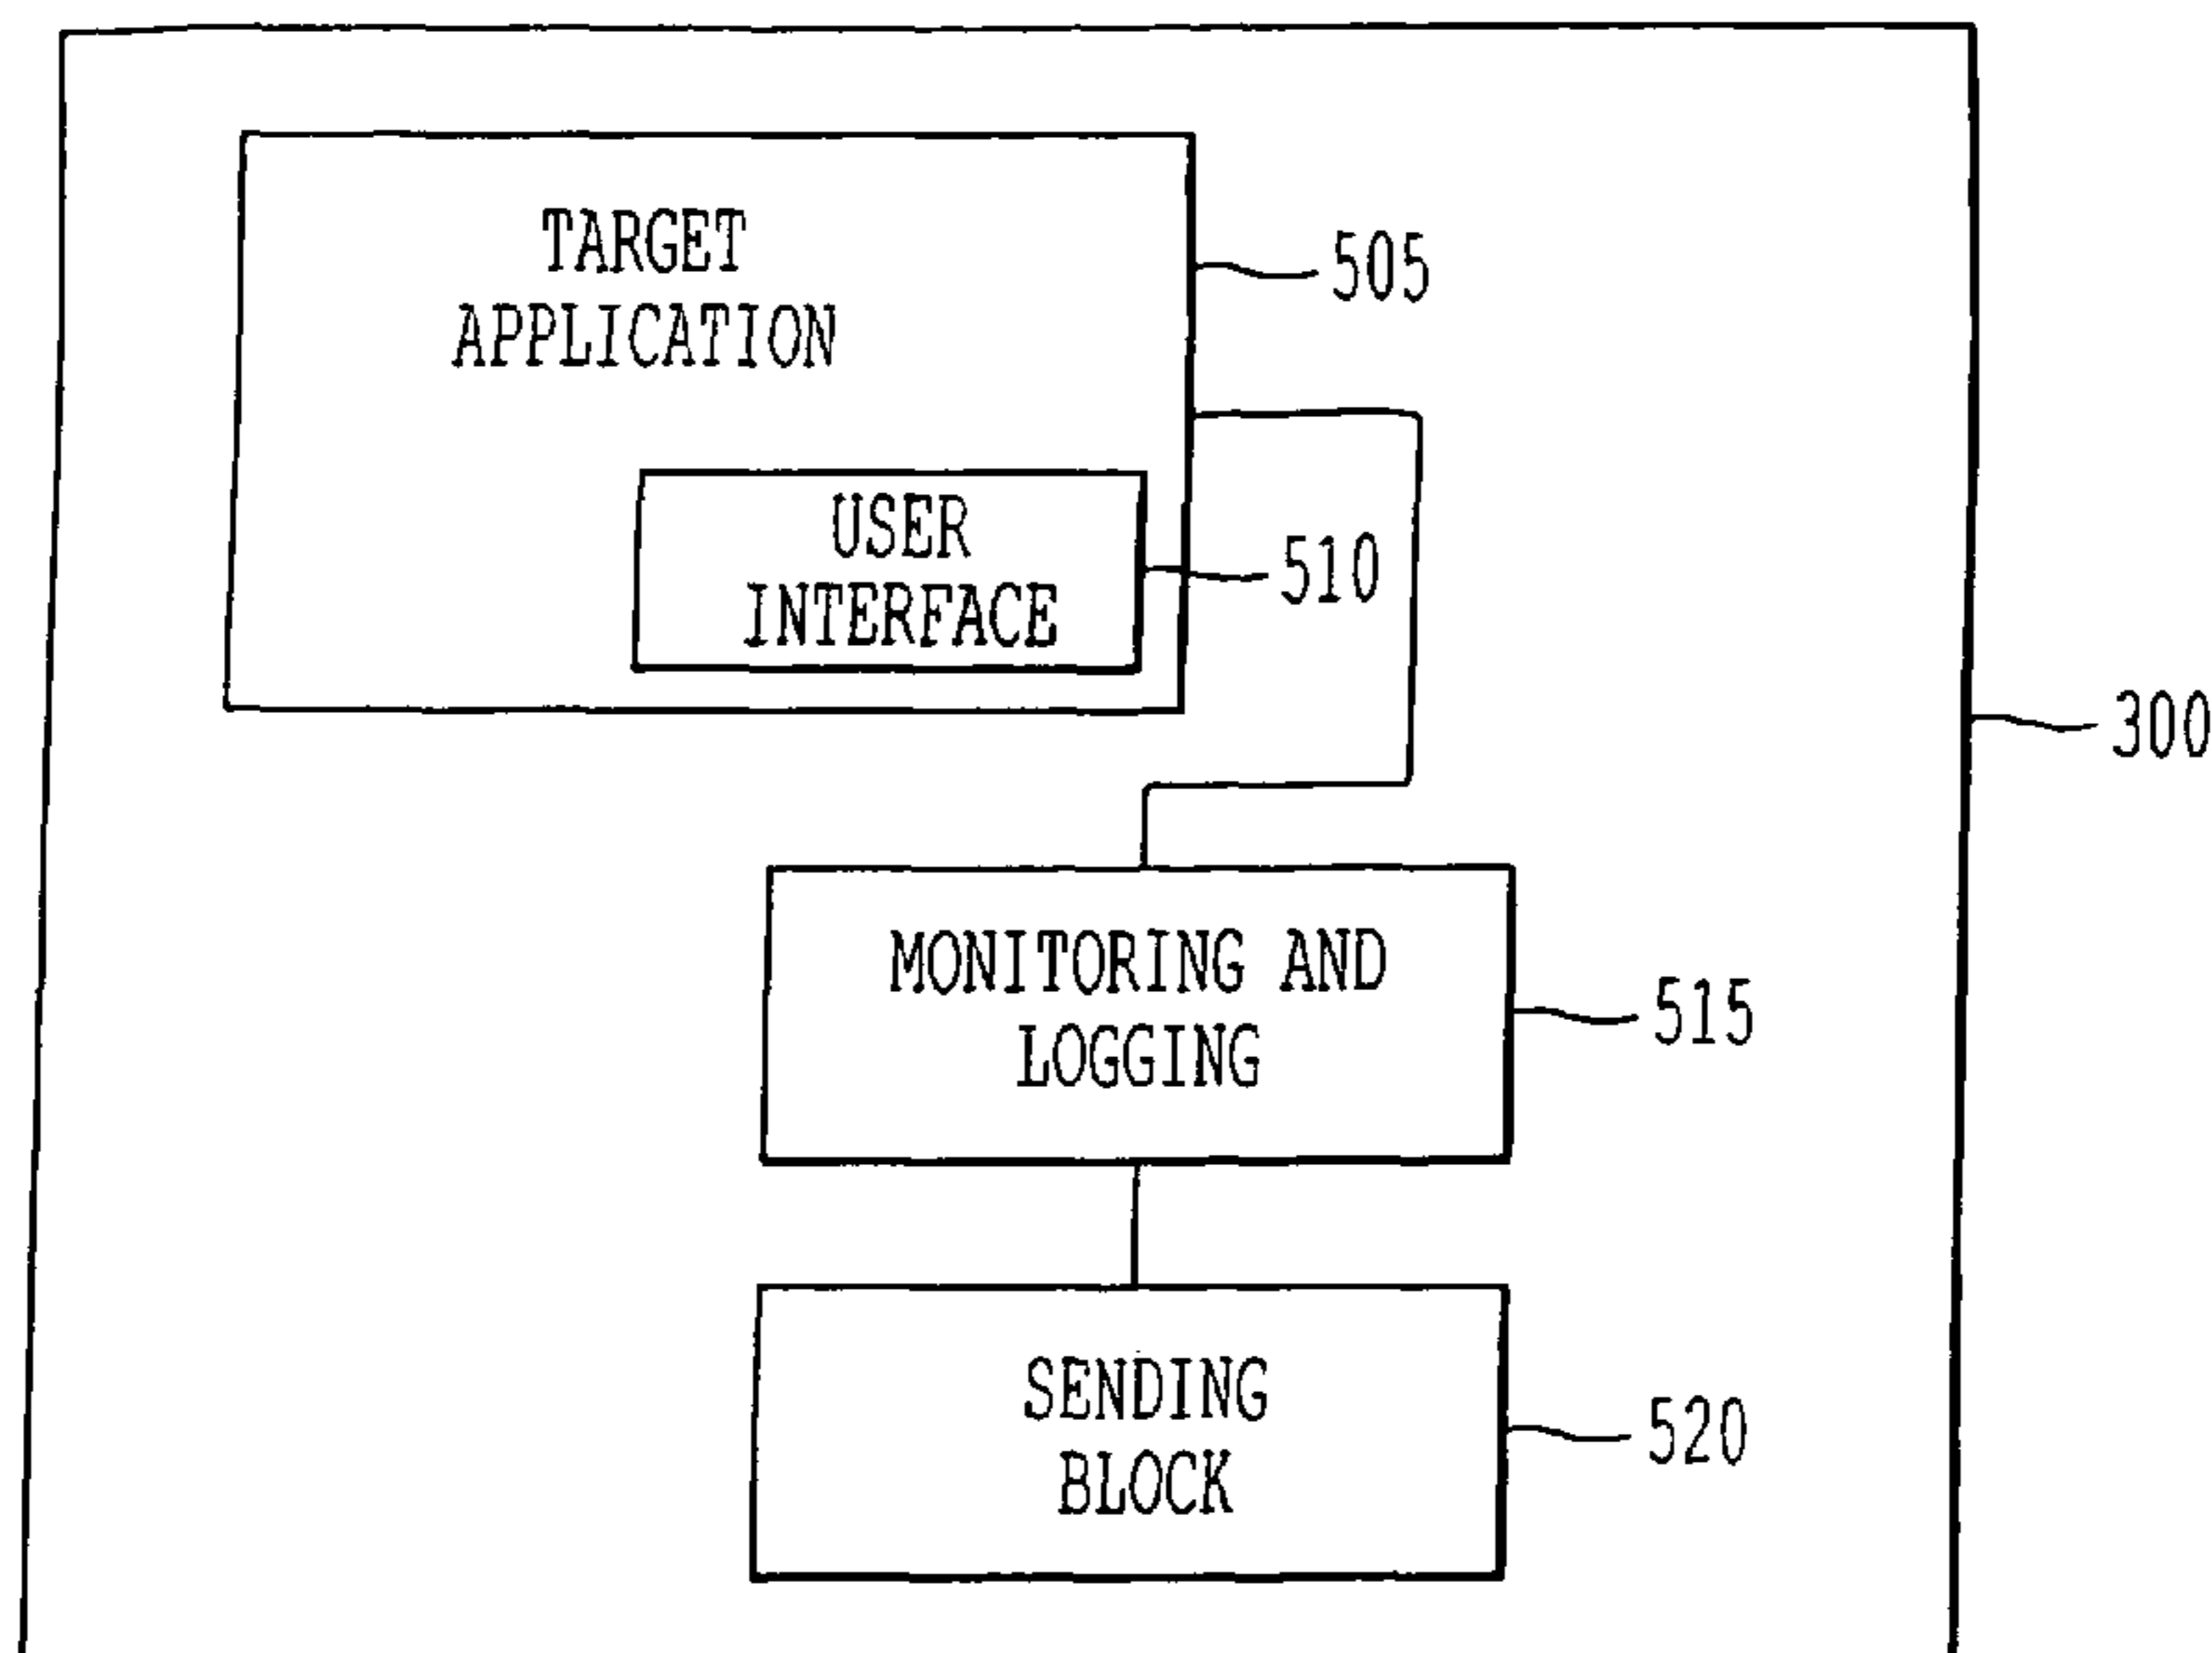 TARGET
APPLICATION
505
USER
INTERFACE
510
300
MONITORING AND
LOGGING
515
SENDING
BLOCK
520